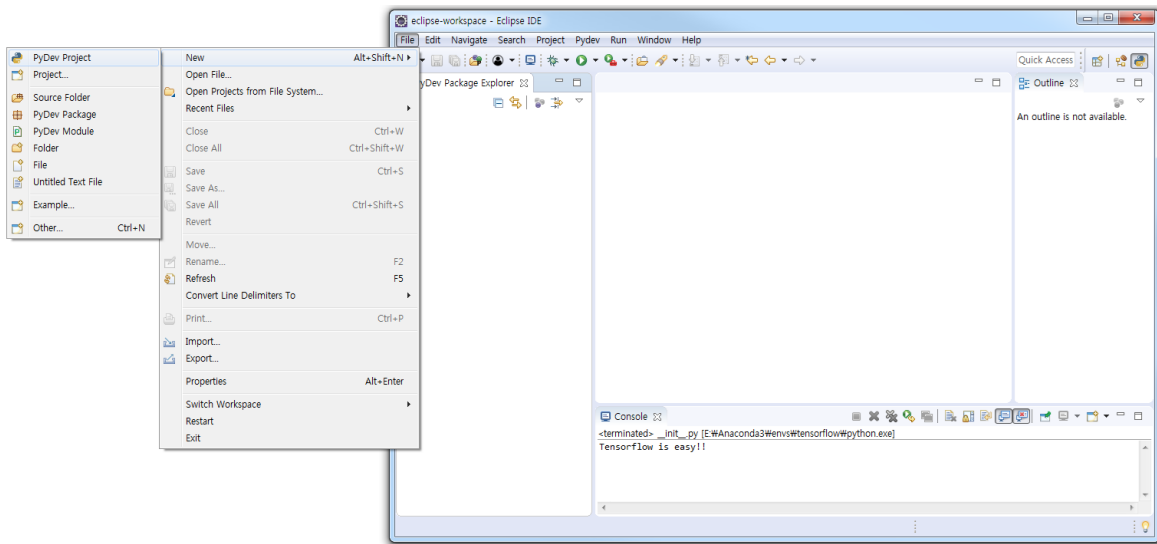 eclipse-workspace - Eclipse IDE
File Edit Navigate Search Project Pydev Run Window Help
Quick Access
PyDev Project
Project...
Source Folder
PyDev Package
PyDev Module
Folder
File
Untitled Text File
Example...
Other... Ctrl+N
New Alt+Shift+N
Open File...
Open Projects from File System...
Recent Files
Close Ctrl+W
Close All Ctrl+Shift+W
Save Ctrl+S
Save As...
Save All Ctrl+Shift+S
Revert
Move...
Rename... F2
Refresh F5
Convert Line Delimiters To
Print... Ctrl+P
Import...
Export...
Properties Alt+Enter
Switch Workspace
Restart
Exit
yDev Package Explorer
Outline
An outline is not available.
Console
<terminated> __init__.py [E:₩Anaconda3₩envs₩tensorflow₩python.exe]
Tensorflow is easy!!